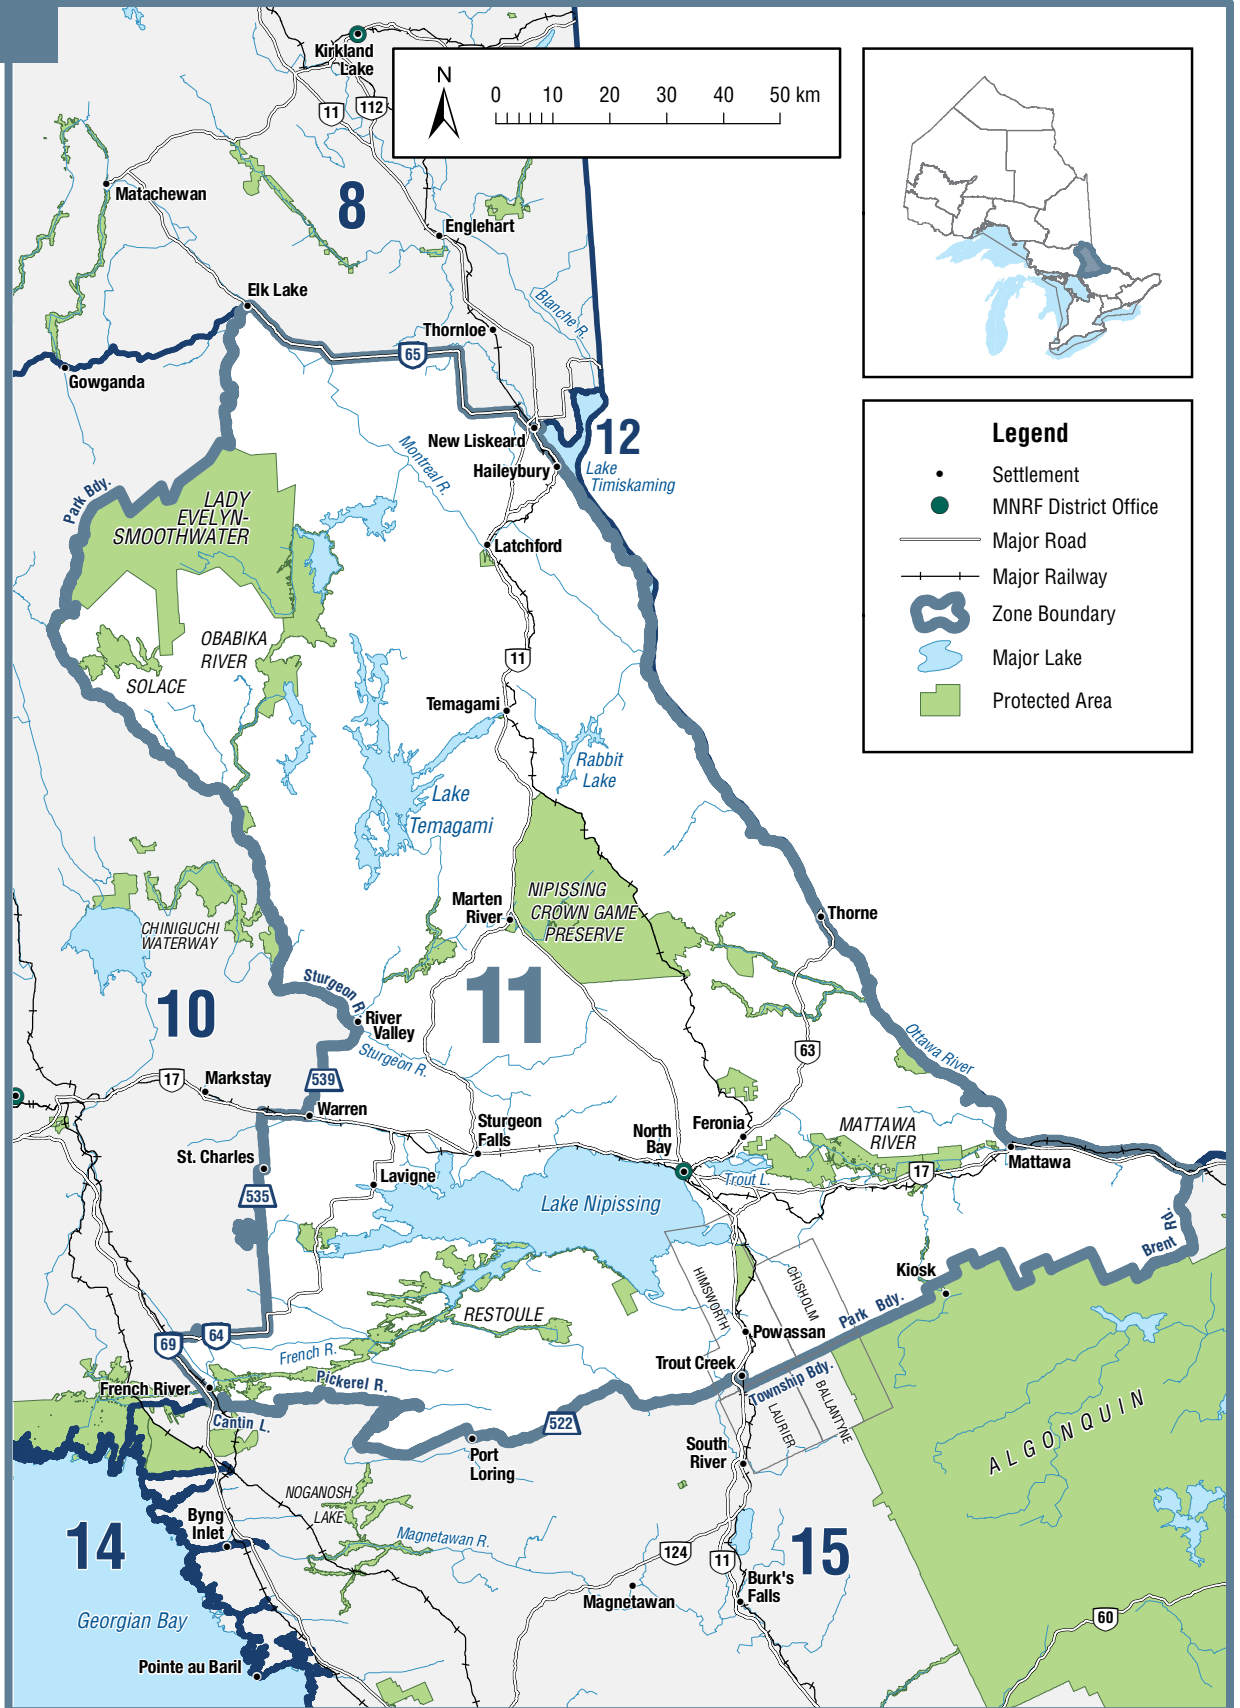 Kirkland
Lake
N
0 10 20 30 40 50 km
11
112
Matachewan
8
Englehart
Elk Lake
Blanche R.
Thornloe
65
Gowganda
12
New Liskeard
Haileybury
Lake
Timiskaming
Montreal R.
Park Bdy.
LADY
EVELYN-
SMOOTHWATER
Latchford
OBABIKA
RIVER
SOLACE
11
Temagami
Rabbit
Lake
Lake
Temagami
Marten
River
NIPISSING
CROWN GAME
PRESERVE
Thorne
CHINIGUCHI
WATERWAY
10
11
Sturgeon R.
River
Valley
Sturgeon R.
63
Ottawa River
17
Markstay
539
Warren
Sturgeon
Falls
North
Bay
Feronia
MATTAWA
RIVER
St. Charles
Lavigne
Mattawa
17
Trout L.
535
Lake Nipissing
Brent Rd.
Kiosk
HIMSWORTH
CHISHOLM
Park Bdy.
RESTOULE
Powassan
69
64
French R.
Trout Creek
Township Bdy.
French River
Pickerel R.
Cantin L.
522
LAURIER
BALLANTYNE
ALGONQUIN
Port
Loring
South
River
NOGANOSH
LAKE
Byng
Inlet
Magnetawan R.
14
124
11
15
Magnetawan
Burk's
Falls
Georgian Bay
60
Pointe au Baril
Legend
Settlement
MNRF District Office
Major Road
Major Railway
Zone Boundary
Major Lake
Protected Area